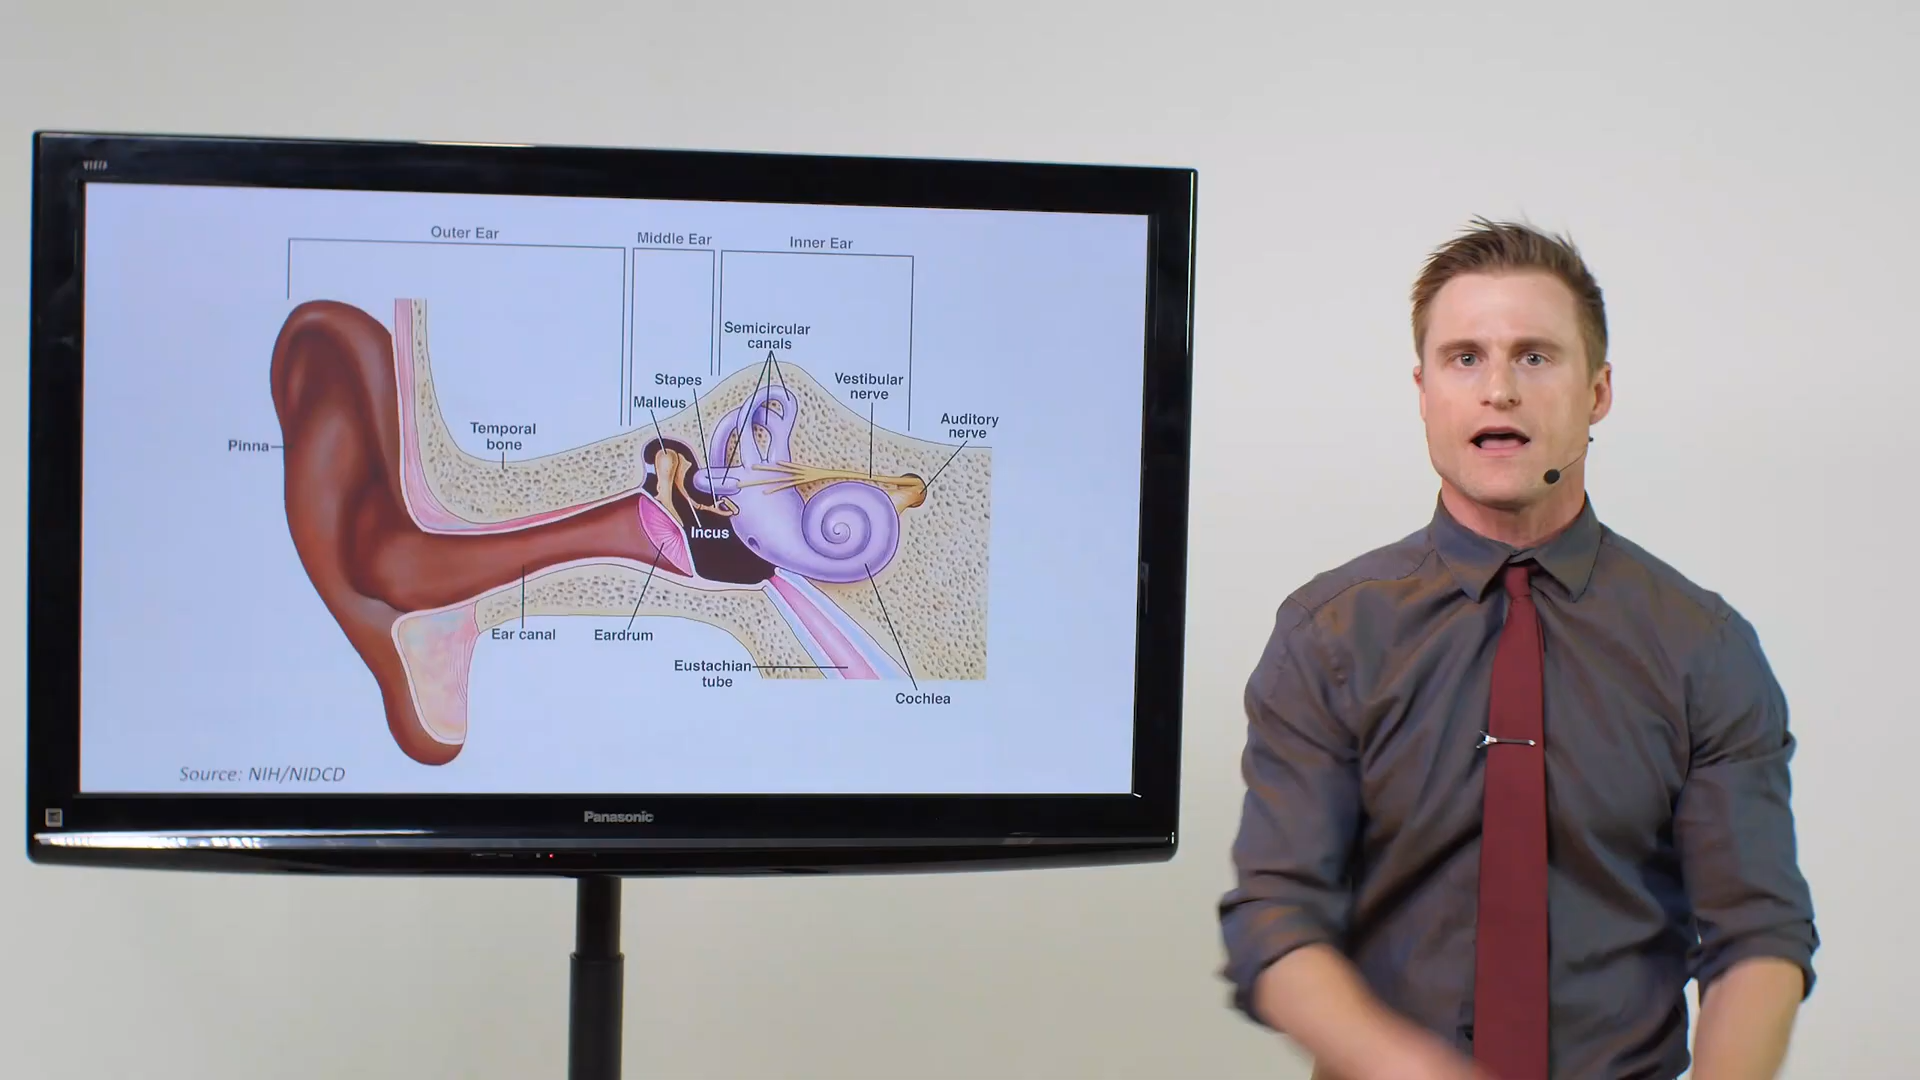 VIERA
Outer Ear
Middle Ear
Inner Ear
Semicircular
canals
Stapes
Vestibular
nerve
Malleus
Auditory
nerve
Temporal
bone
Pinna
Incus
Ear canal
Eardrum
Eustachian
tube
Cochlea
Source: NIH/NIDCD
Panasonic